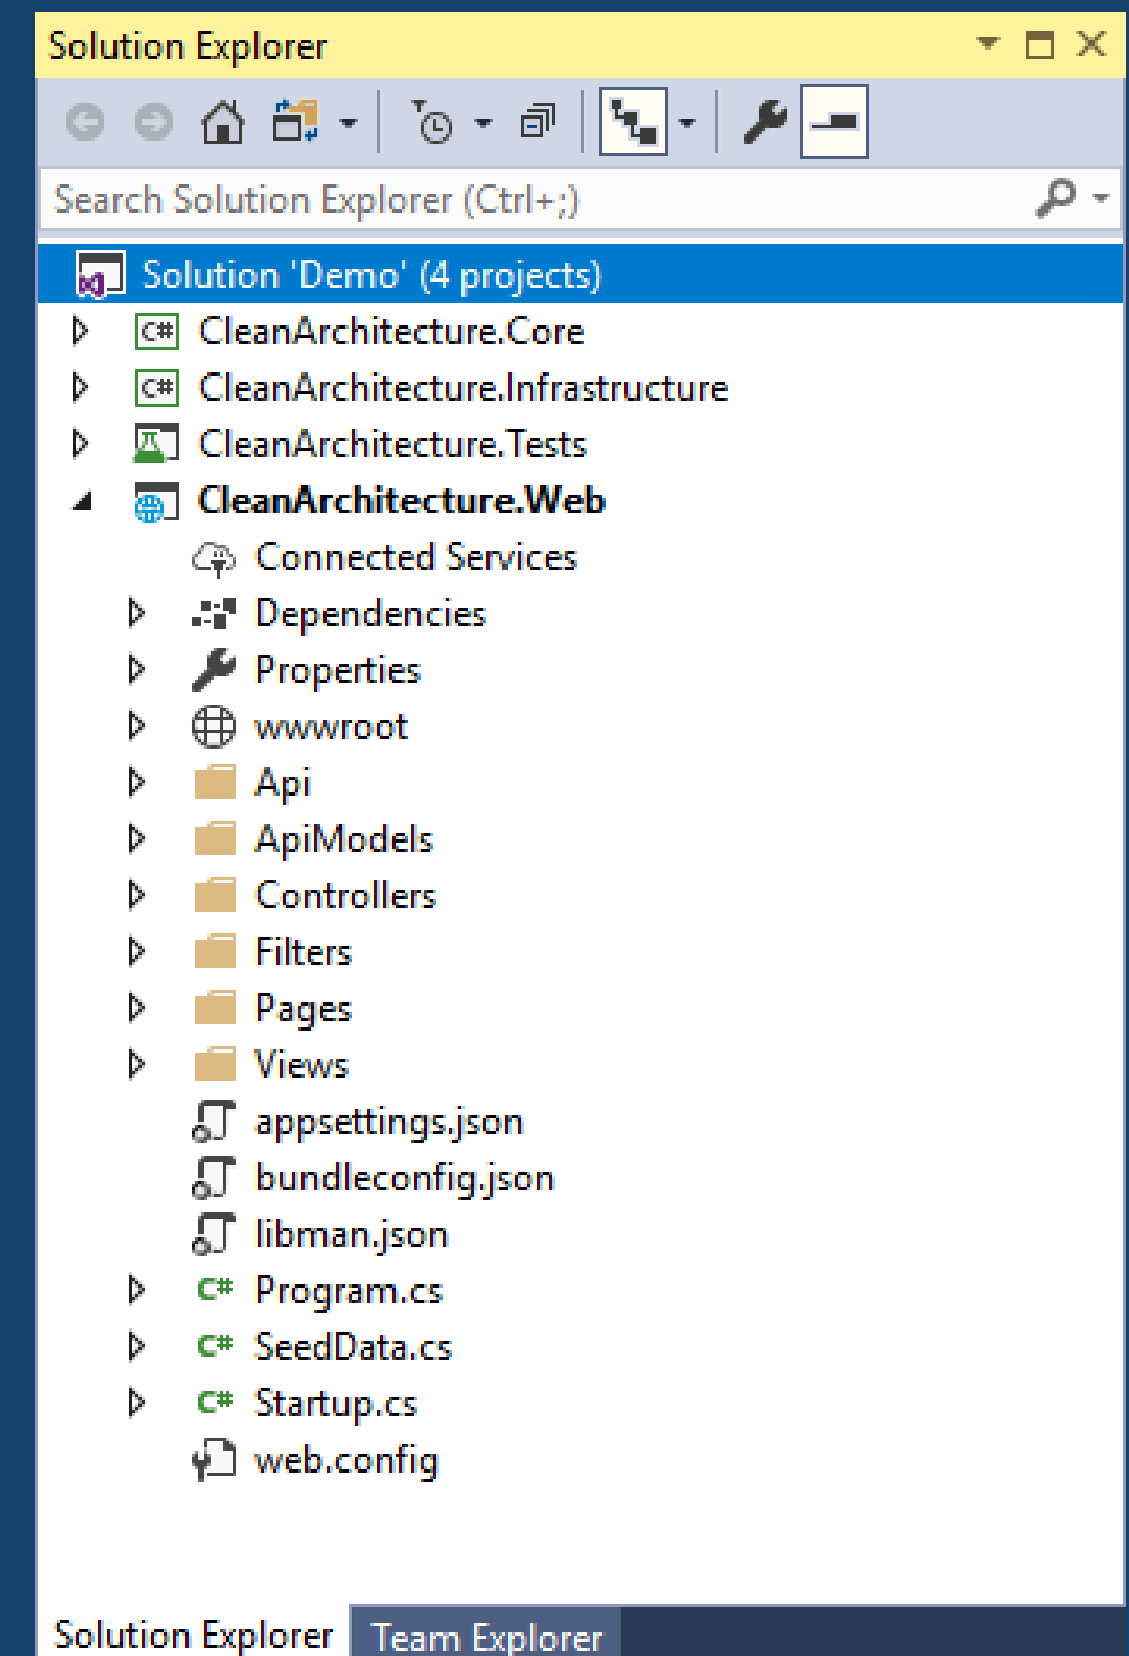 Solution Explorer
Search Solution Explorer (Ctrl+;)
Solution 'Demo' (4 projects)
C# CleanArchitecture.Core
C# CleanArchitecture.Infrastructure
CleanArchitecture.Tests
CleanArchitecture.Web
Connected Services
Dependencies
Properties
wwwroot
Api
ApiModels
Controllers
Filters
Pages
Views
appsettings.json
bundleconfig.json
libman.json
C# Program.cs
C# SeedData.cs
C# Startup.cs
web.config
Solution Explorer Team Explorer